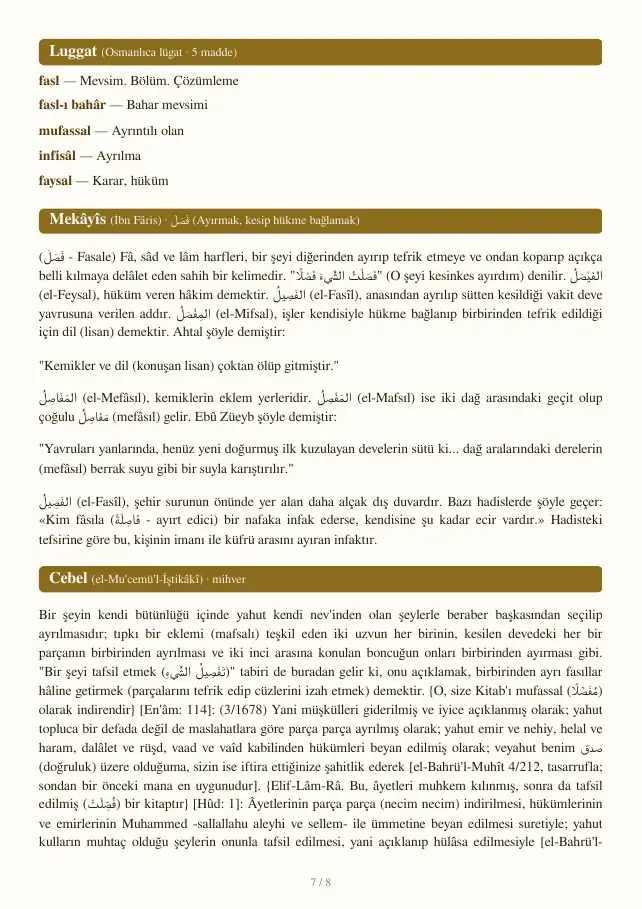 Luggat (Osmanlıca lügat · 5 madde)
fasl — Mevsim. Bölüm. Çözümleme
fasl-ı bahâr — Bahar mevsimi
mufassal — Ayrıntılı olan
infisâl — Ayrılma
faysal — Karar, hüküm
Mekâyîs (İbn Fâris) · فَصَلَ (Ayırmak, kesip hükme bağlamak)
(فَصَلَ - Fasale) Fâ, sâd ve lâm harfleri, bir şeyi diğerinden ayırıp tefrik etmeye ve ondan koparıp açıkça
belli kılmaya delâlet eden sahih bir kelimedir. "فَصَلْتُ الشَّيْءَ فَصْلًا" (O şeyi kesinkes ayırdım) denilir. الفَيْصَلُ
(el-Feysal), hüküm veren hâkim demektir. الفَصِيلُ (el-Fasîl), anasından ayrılıp sütten kesildiği vakit deve
yavrusuna verilen addır. المِفْصَلُ (el-Mifsal), işler kendisiyle hükme bağlanıp birbirinden tefrik edildiği
için dil (lisan) demektir. Ahtal şöyle demiştir:
"Kemikler ve dil (konuşan lisan) çoktan ölüp gitmiştir."
المَفَاصِلُ (el-Mefâsıl), kemiklerin eklem yerleridir. المَفْصِلُ (el-Mafsıl) ise iki dağ arasındaki geçit olup
çoğulu مَفَاصِلُ (mefâsıl) gelir. Ebû Züeyb şöyle demiştir:
"Yavruları yanlarında, henüz yeni doğurmuş ilk kuzulayan develerin sütü ki... dağ aralarındaki derelerin
(mefâsıl) berrak suyu gibi bir suyla karıştırılır."
الفَصِيلُ (el-Fasîl), şehir surunun önünde yer alan daha alçak dış duvardır. Bazı hadislerde şöyle geçer:
«Kim fâsıla (فَاصِلَةً - ayırt edici) bir nafaka infak ederse, kendisine şu kadar ecir vardır.» Hadisteki
tefsirine göre bu, kişinin imanı ile küfrü arasını ayıran infaktır.
Cebel (el-Mu'cemü'l-İştikâkî) · mihver
Bir şeyin kendi bütünlüğü içinde yahut kendi nev'inden olan şeylerle beraber başkasından seçilip
ayrılmasıdır; tıpkı bir eklemi (mafsalı) teşkil eden iki uzvun her birinin, kesilen devedeki her bir
parçanın birbirinden ayrılması ve iki inci arasına konulan boncuğun onları birbirinden ayırması gibi.
"Bir şeyi tafsil etmek (تَفْصِيلُ الشَّيءِ)" tabiri de buradan gelir ki, onu açıklamak, birbirinden ayrı fasıllar
hâline getirmek (parçalarını tefrik edip cüzlerini izah etmek) demektir. {O, size Kitab'ı mufassal (مُفَصَّلًا)
olarak indirendir} [En'âm: 114]: (3/1678) Yani müşkülleri giderilmiş ve iyice açıklanmış olarak; yahut
topluca bir defada değil de maslahatlara göre parça parça ayrılmış olarak; yahut emir ve nehiy, helal ve
haram, dalâlet ve rüşd, vaad ve vaîd kabilinden hükümleri beyan edilmiş olarak; veyahut benim صدق
(doğruluk) üzere olduğuma, sizin ise iftira ettiğinize şahitlik ederek [el-Bahrü'l-Muhît 4/212, tasarrufla;
sondan bir önceki mana en uygunudur]. {Elif-Lâm-Râ. Bu, âyetleri muhkem kılınmış, sonra da tafsil
edilmiş (فُصِّلَتْ) bir kitaptır} [Hûd: 1]: Âyetlerinin parça parça (necim necim) indirilmesi, hükümlerinin
ve emirlerinin Muhammed -sallallahu aleyhi ve sellem- ile ümmetine beyan edilmesi suretiyle; yahut
kulların muhtaç olduğu şeylerin onunla tafsil edilmesi, yani açıklanıp hülâsa edilmesiyle [el-Bahrü'l-
7 / 8